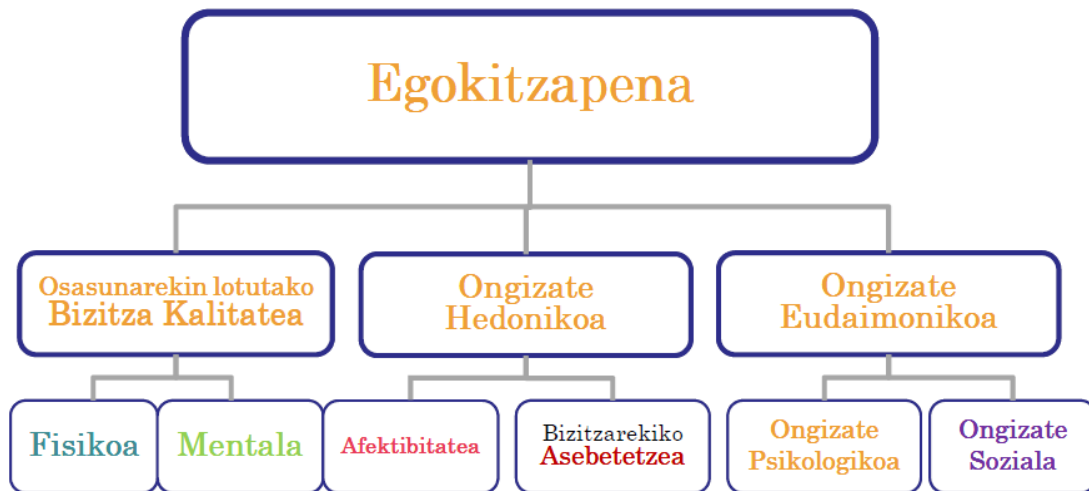 Egokitzapena
Osasunarekin lotutako
Bizitza Kalitatea
Ongizate
Hedonikoa
Ongizate
Eudaimonikoa
Fisikoa
Mentala
Afektibitatea
Bizitzarekiko
Asebetetzea
Ongizate
Psikologikoa
Ongizate
Soziala